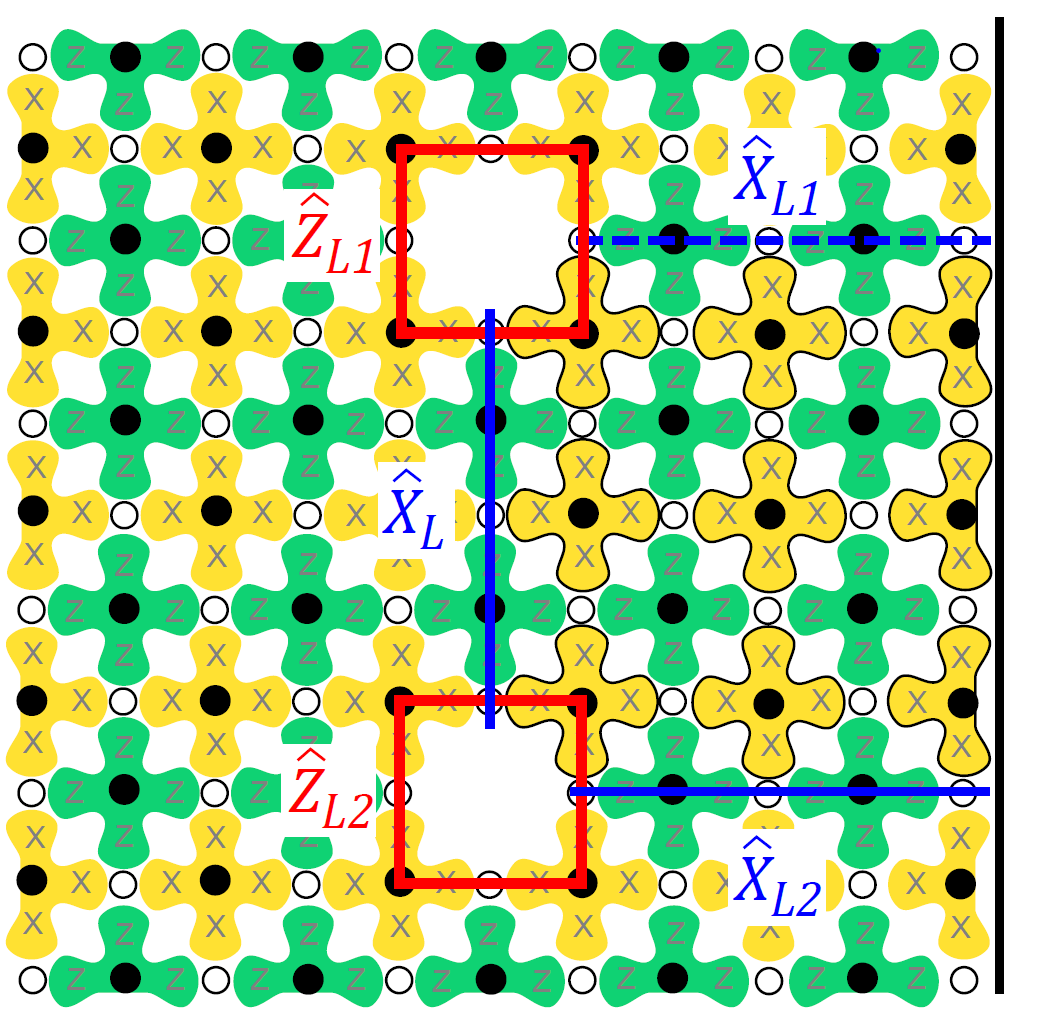 Z Z Z Z Z Z Z Z Z Z
X Z X Z X Z X Z X Z X
X X X X X X X X X̂L1
X Z X X X Z Z X
Z Z Z ẐL1 Z Z Z Z
X Z X Z X X Z X Z X
X X X X X X X X X X
X Z X Z X Z X Z X Z X
Z Z Z Z Z Z Z Z Z Z
X Z X Z Z X Z X Z X
X X X X X̂L X X X X X
X Z X Z Z X Z X Z X
Z Z Z Z Z Z Z Z Z Z
X Z X Z X Z X Z X Z X
X X X X X X X X X X
X Z X X X Z X Z X
Z Z Z ẐL2 Z Z Z Z
X Z X Z X X Z Z X
X X X X X X X X̂L2 X
X Z X Z X Z X Z X Z X
Z Z Z Z Z Z Z Z Z Z